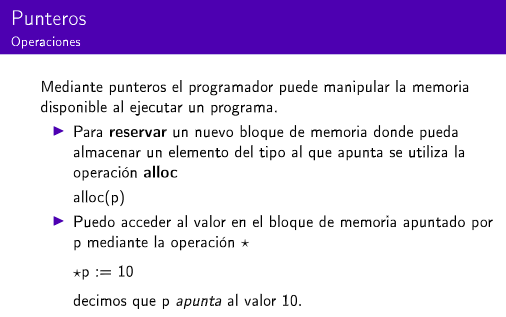 Punteros
Operaciones
Mediante punteros el programador puede manipular la memoria
disponible al ejecutar un programa.
▶ Para reservar un nuevo bloque de memoria donde pueda
almacenar un elemento del tipo al que apunta se utiliza la
operación alloc
alloc(p)
▶ Puedo acceder al valor en el bloque de memoria apuntado por
p mediante la operación ⋆
⋆p := 10
decimos que p apunta al valor 10.